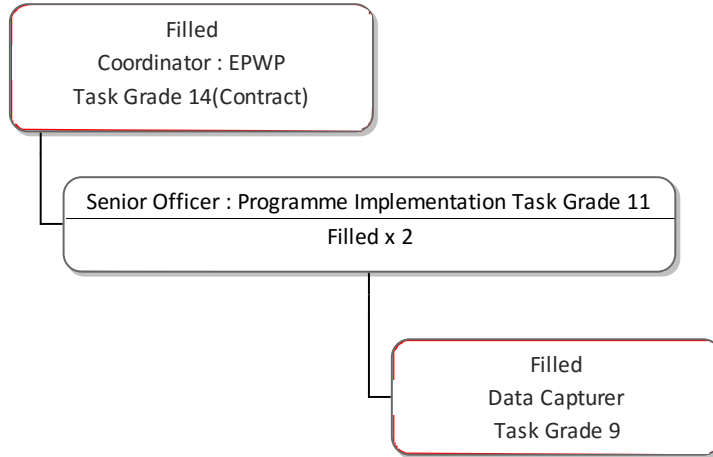 Filled
Coordinator : EPWP
Task Grade 14(Contract)
Senior Officer : Programme Implementation Task Grade 11
Filled x 2
Filled
Data Capturer
Task Grade 9